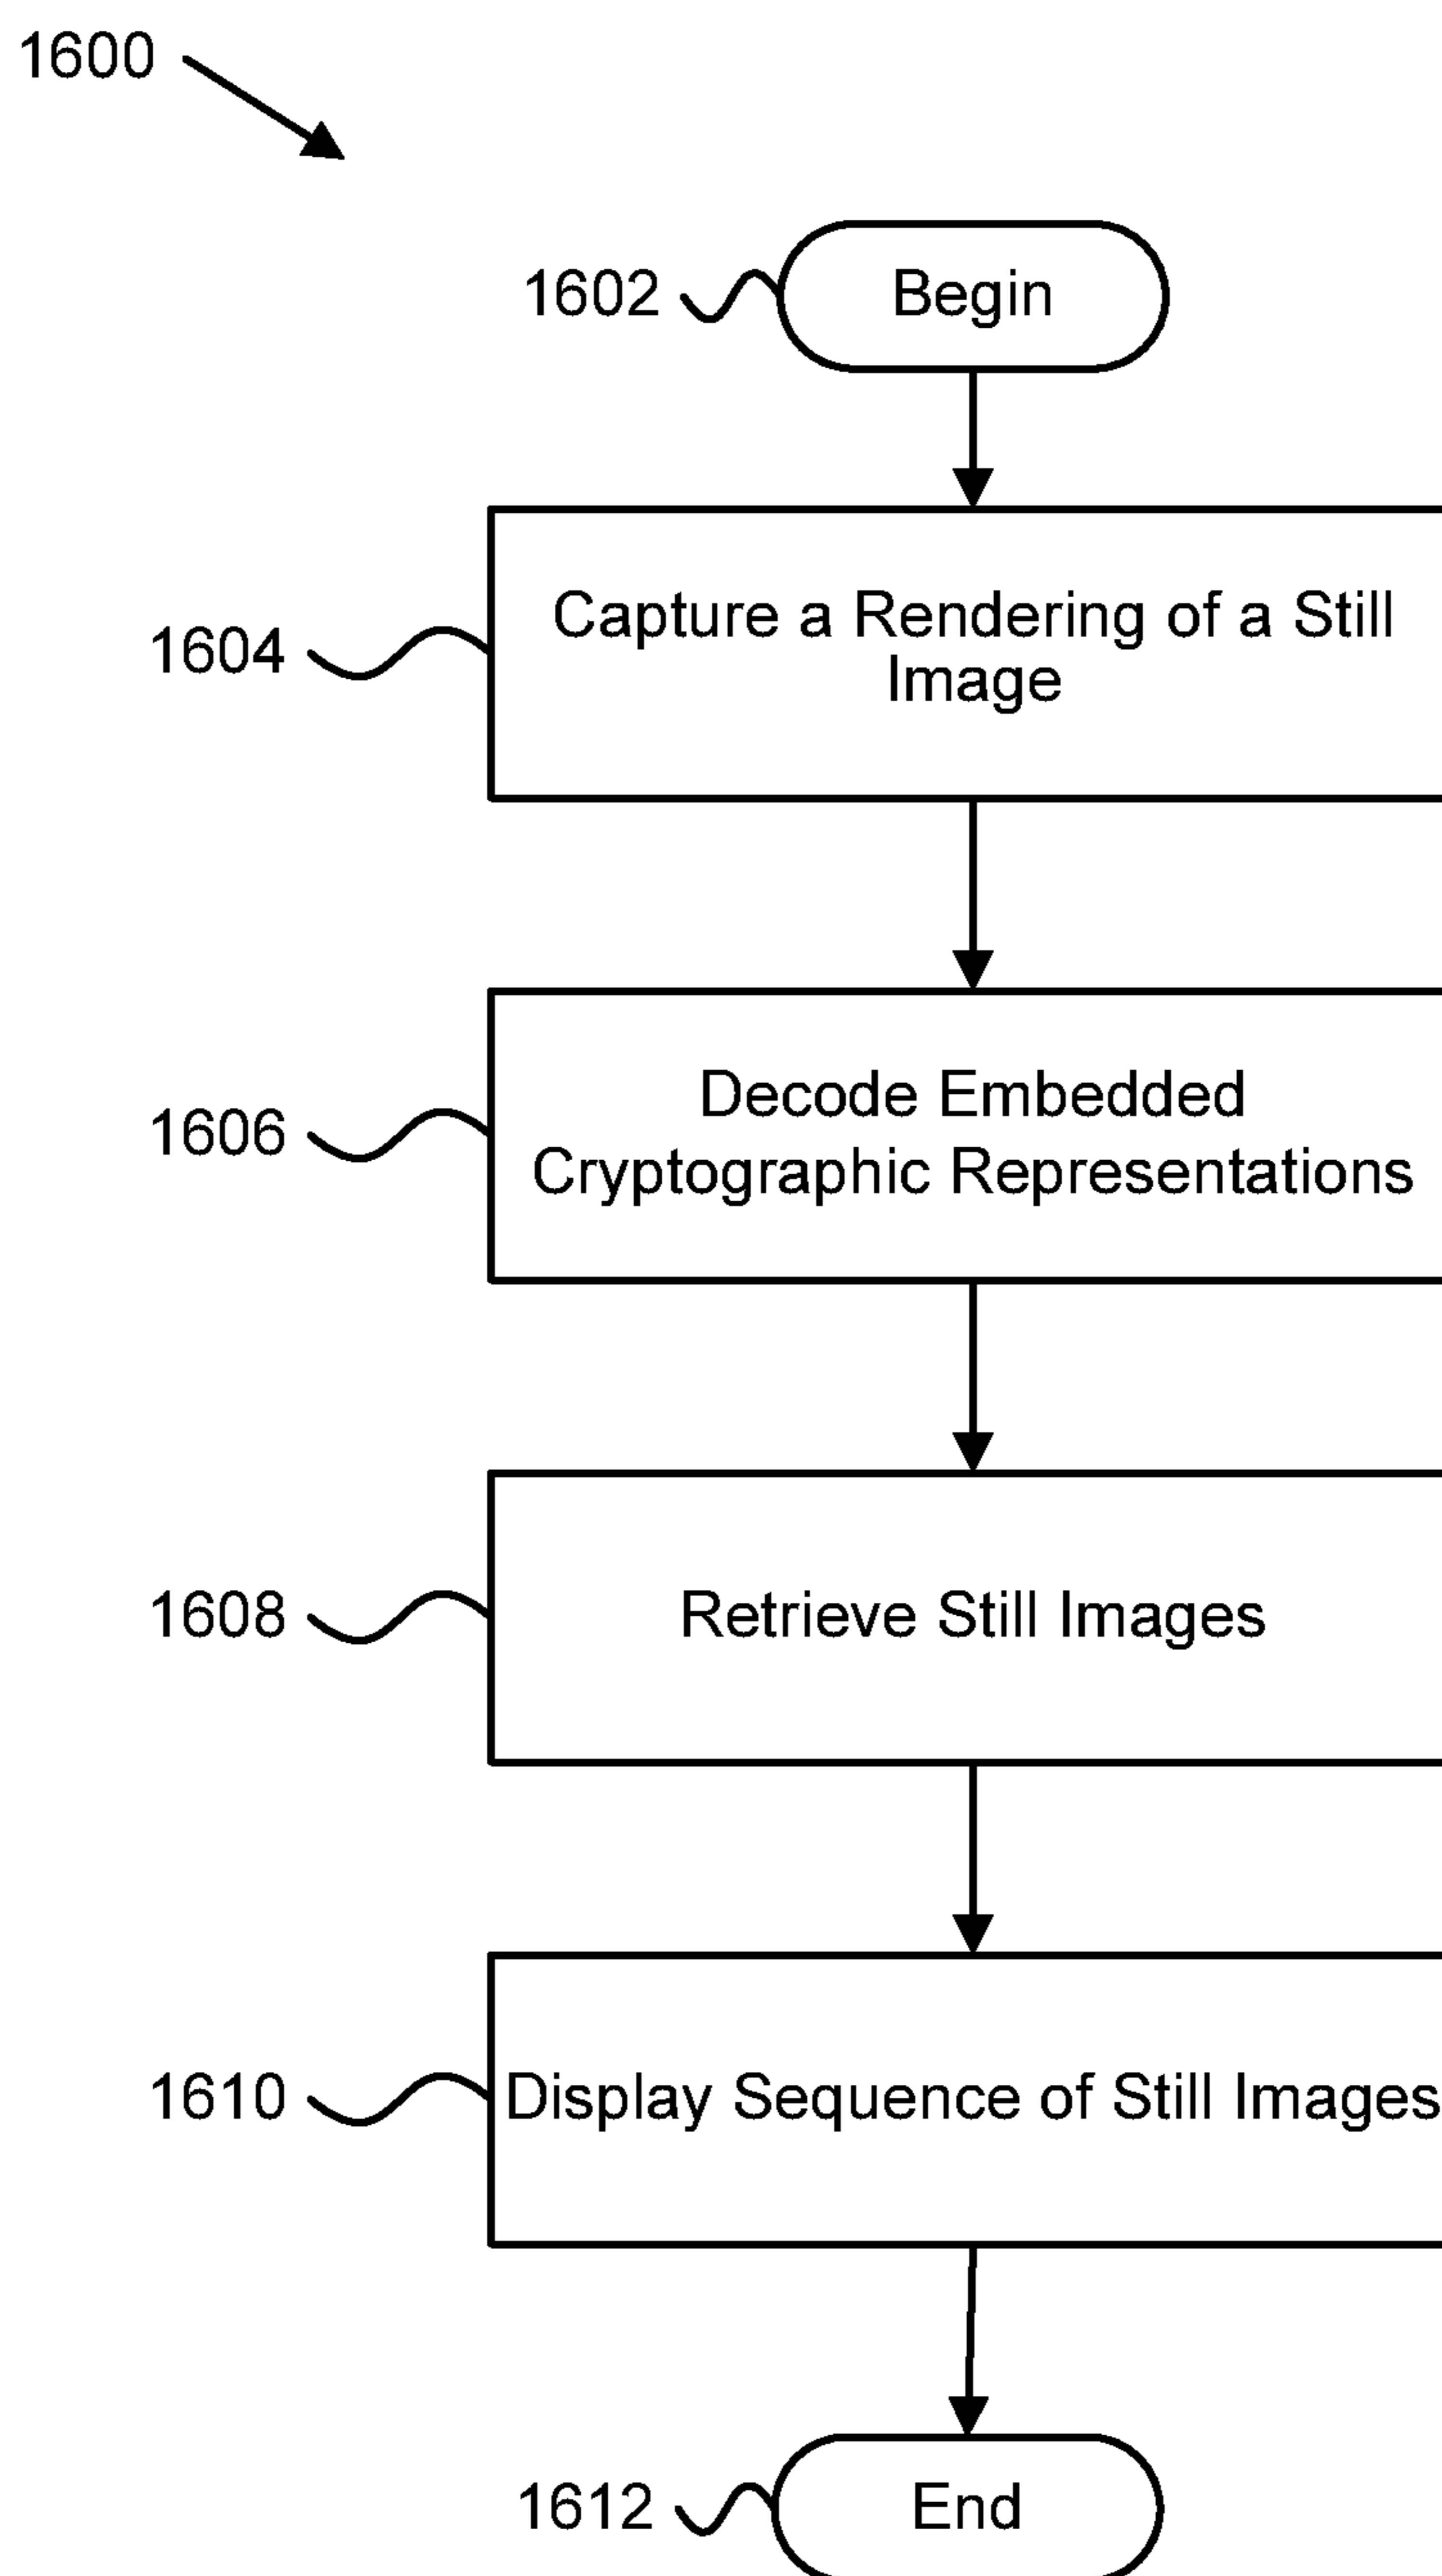 1600
1602
Begin
1604
Capture a Rendering of a Still
Image
1606
Decode Embedded
Cryptographic Representations
1608
Retrieve Still Images
1610
Display Sequence of Still Images
1612
End